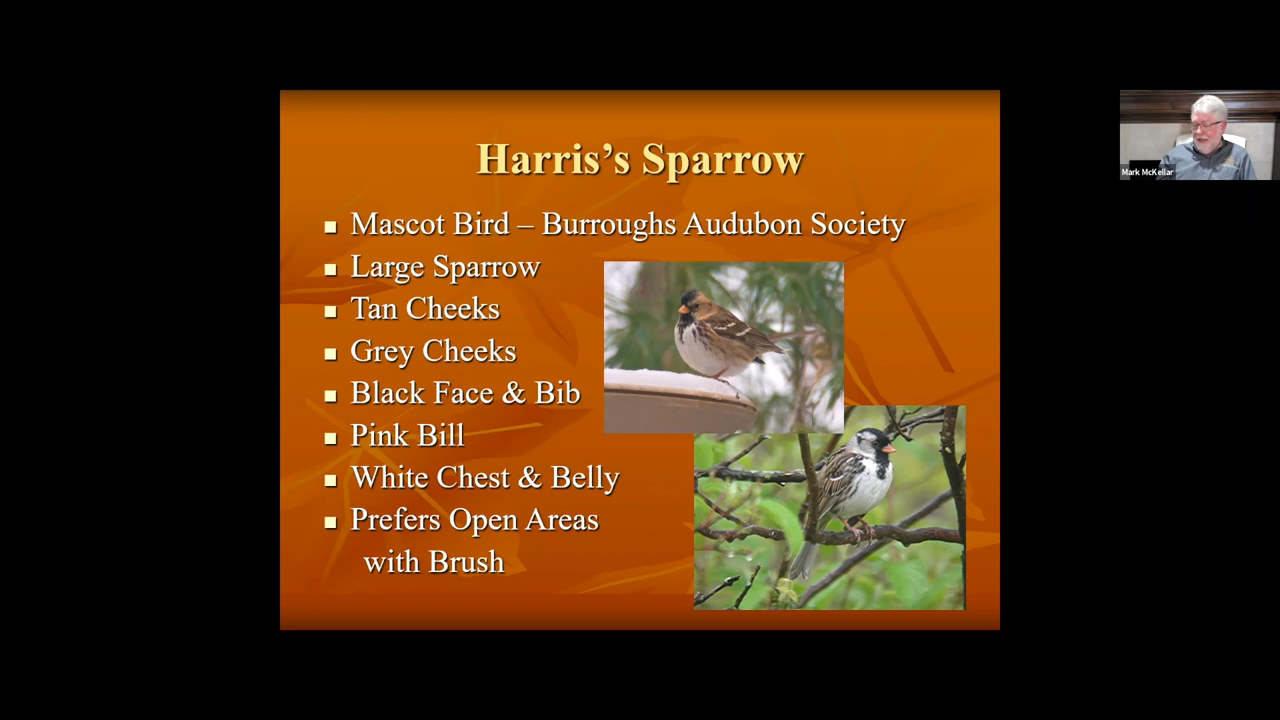 Harris’s Sparrow
Mascot Bird – Burroughs Audubon Society
Large Sparrow
Tan Cheeks
Grey Cheeks
Black Face & Bib
Pink Bill
White Chest & Belly
Prefers Open Areas
with Brush
Mark McKellar